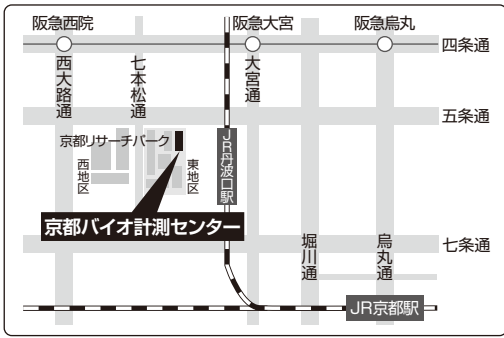 阪急西院
阪急大宮
阪急烏丸
四条通
西大路通
七本松通
大宮通
五条通
京都リサーチパーク
西地区
東地区
JR丹波口駅
京都バイオ計測センター
堀川通
烏丸通
七条通
JR京都駅